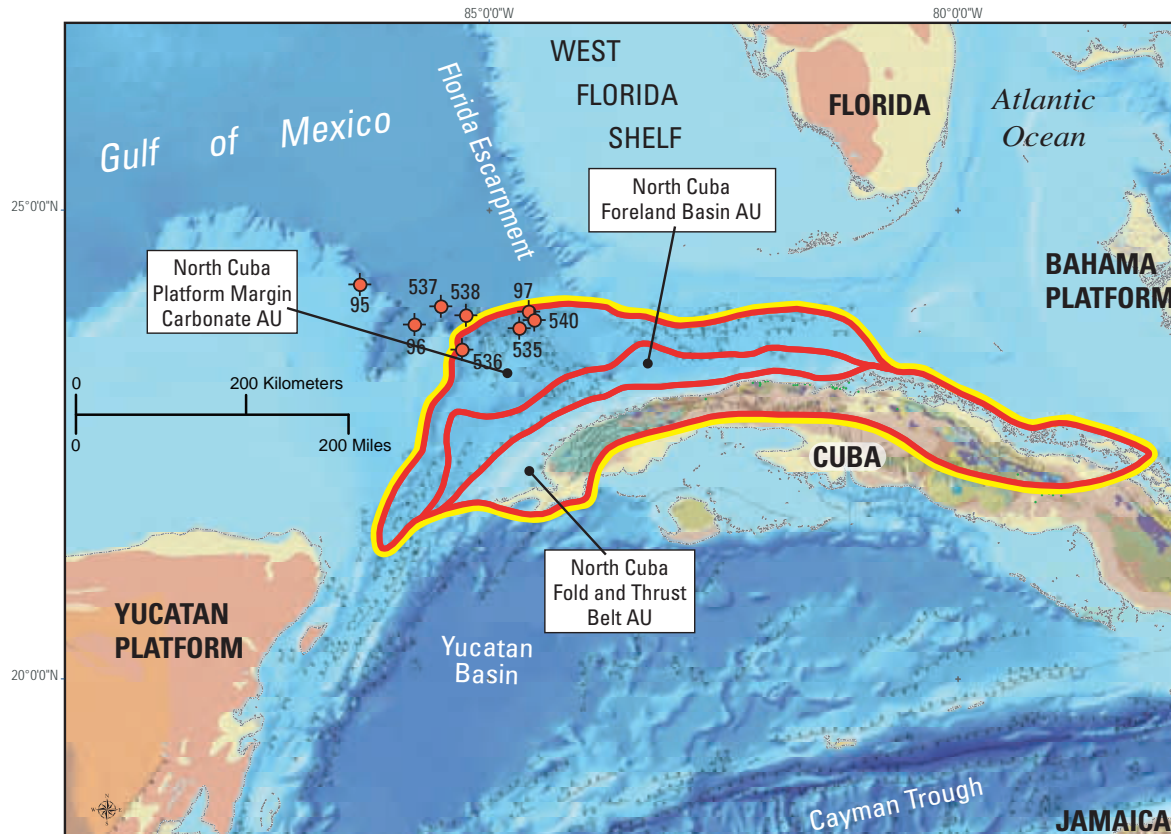 85°0'0"W
80°0'0"W
WEST
FLORIDA
SHELF
Florida Escarpment
FLORIDA
Atlantic
Ocean
Gulf of Mexico
25°0'0"N
North Cuba
Foreland Basin AU
North Cuba
Platform Margin
Carbonate AU
BAHAMA
PLATFORM
95
537
538
97
540
96
536
535
0
200 Kilometers
0
200 Miles
CUBA
North Cuba
Fold and Thrust
Belt AU
YUCATAN
PLATFORM
Yucatan
Basin
20°0'0"N
Cayman Trough
JAMAICA